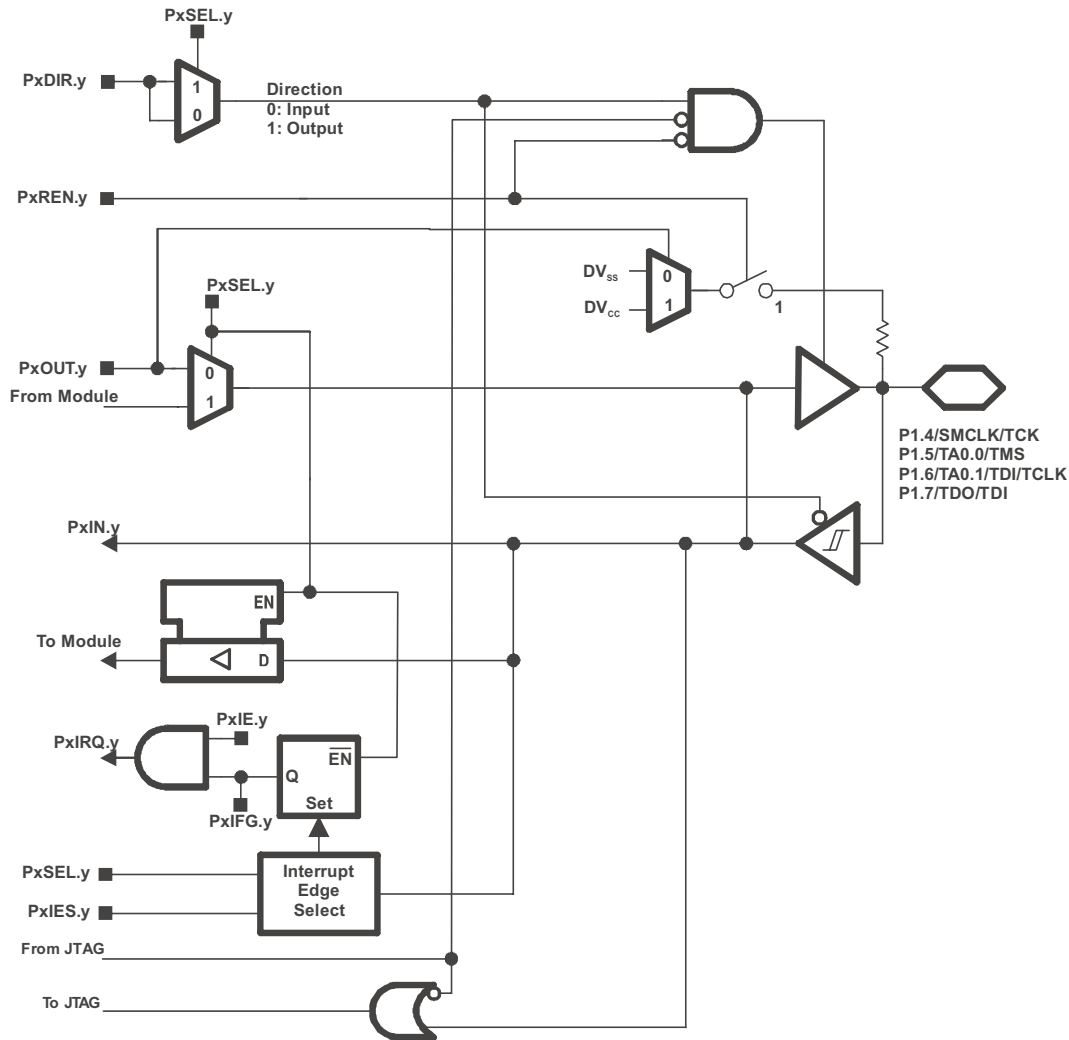 PxSEL.y
PxDIR.y
1
0
Direction
0: Input
1: Output
PxREN.y
DVSS
0
DVCC
1
1
PxSEL.y
PxOUT.y
0
From Module
1
P1.4/SMCLK/TCK
P1.5/TA0.0/TMS
P1.6/TA0.1/TDI/TCLK
P1.7/TDO/TDI
PxIN.y
EN
To Module
D
PxIE.y
PxIRQ.y
EN
Q
Set
PxIFG.y
PxSEL.y
Interrupt
Edge
Select
PxIES.y
From JTAG
To JTAG